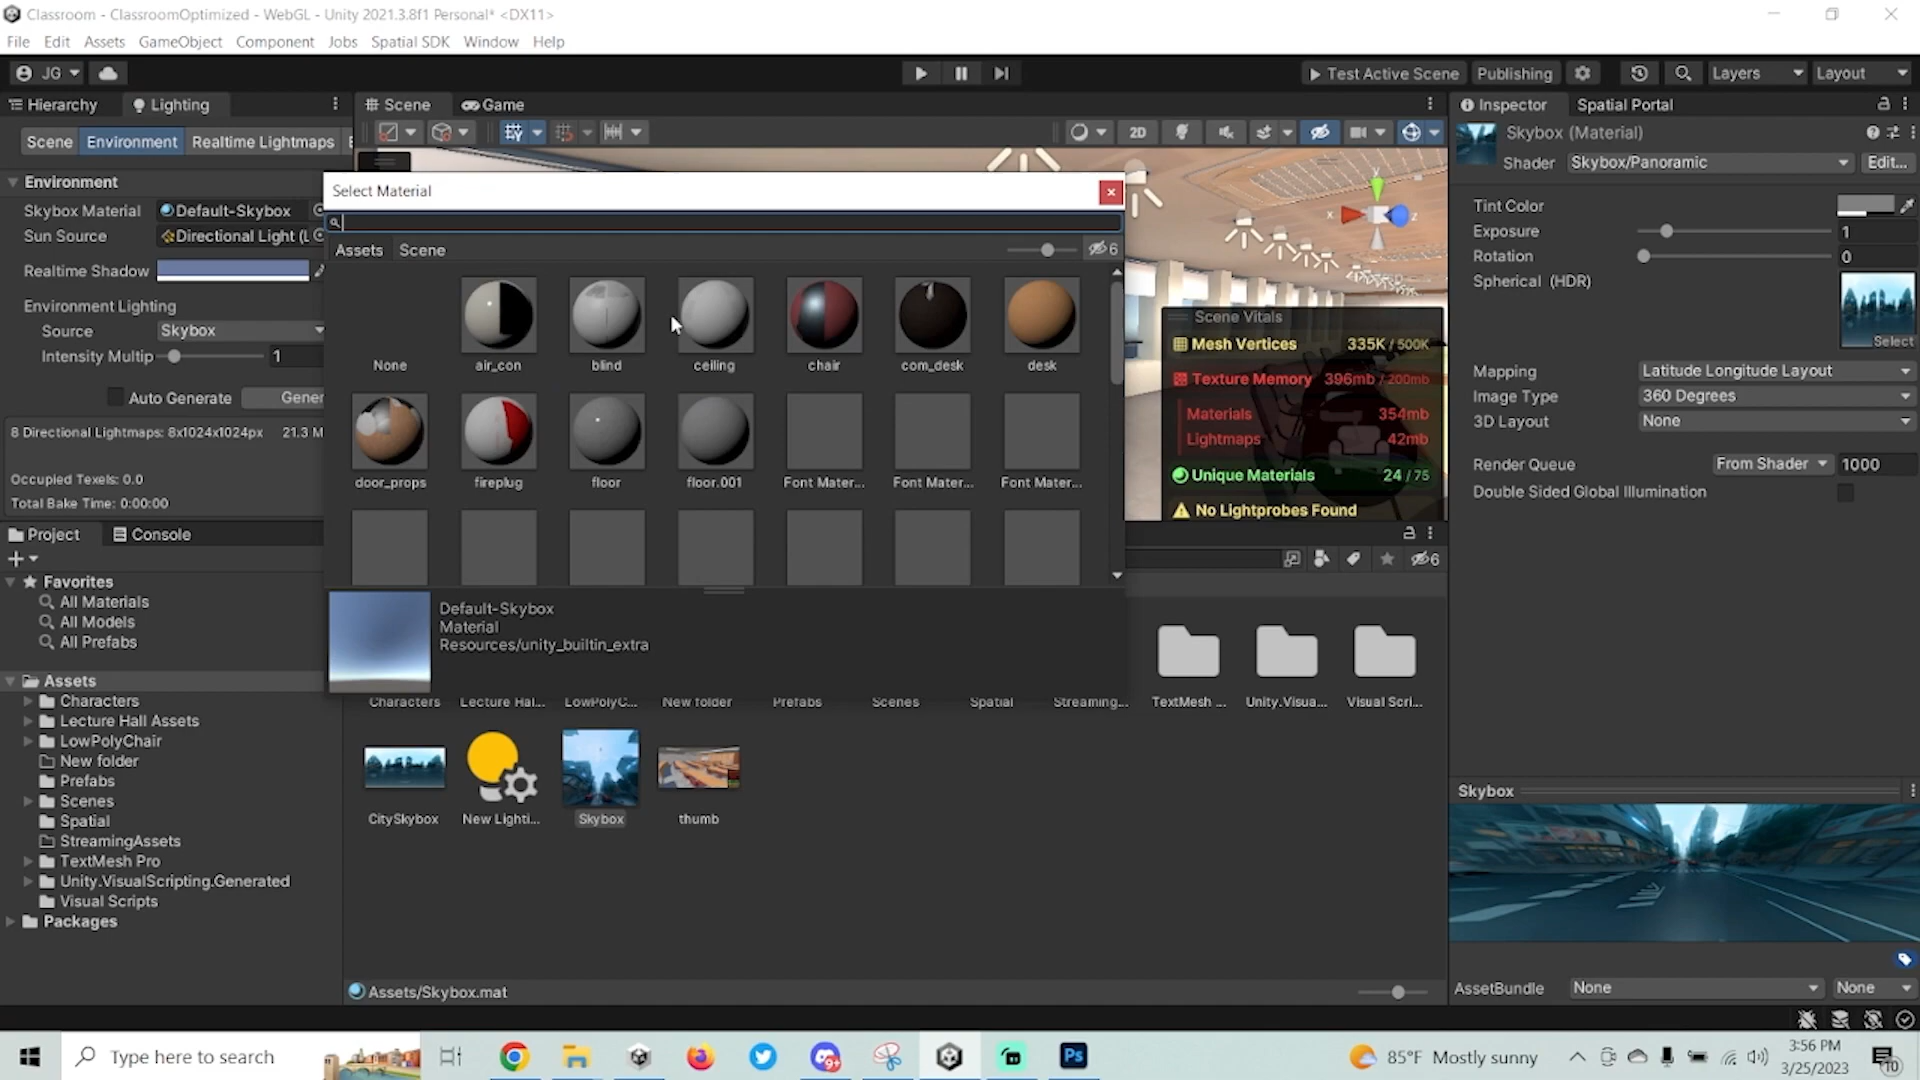 Classroom - ClassroomOptimized - WebGL - Unity 2021.3.8f1 Personal* <DX11>
File Edit Assets GameObject Component Jobs Spatial SDK Window Help
JG Test Active Scene Publishing Layers Layout
Hierarchy Lighting Scene Game Inspector Spatial Portal
Scene Environment Realtime Lightmaps 2D
Environment
Skybox Material Default-Skybox
Sun Source Directional Light (L
Realtime Shadow
Environment Lighting
Source Skybox
Intensity Multip 1
Auto Generate Gener
8 Directional Lightmaps: 8x1024x1024px 21.3 M
Occupied Texels: 0.0
Total Bake Time: 0:00:00
Select Material
Assets Scene 6
None air_con blind ceiling chair com_desk desk
door_props fireplug floor floor.001 Font Mater... Font Mater... Font Mater...
Default-Skybox
Material
Resources/unity_builtin_extra
Scene Vitals
Mesh Vertices 335K / 500K
Texture Memory 396mb / 200mb
Materials 354mb
Lightmaps 42mb
Unique Materials 24 / 75
No Lightprobes Found
Skybox (Material)
Shader Skybox/Panoramic Edit...
Tint Color
Exposure 1
Rotation 0
Spherical (HDR)
Select
Mapping Latitude Longitude Layout
Image Type 360 Degrees
3D Layout None
Render Queue From Shader 1000
Double Sided Global Illumination
Project Console
6
Favorites
All Materials
All Models
All Prefabs
Assets
Characters
Lecture Hall Assets
LowPolyChair
New folder
Prefabs
Scenes
Spatial
StreamingAssets
TextMesh Pro
Unity.VisualScripting.Generated
Visual Scripts
Packages
Characters Lecture Hal... LowPolyC... New folder Prefabs Scenes Spatial Streaming... TextMesh ... Unity.Visua... Visual Scri...
CitySkybox New Lighti... Skybox thumb
Assets/Skybox.mat
Skybox
AssetBundle None None
Type here to search
Ps
85°F Mostly sunny
3:56 PM
3/25/2023
10